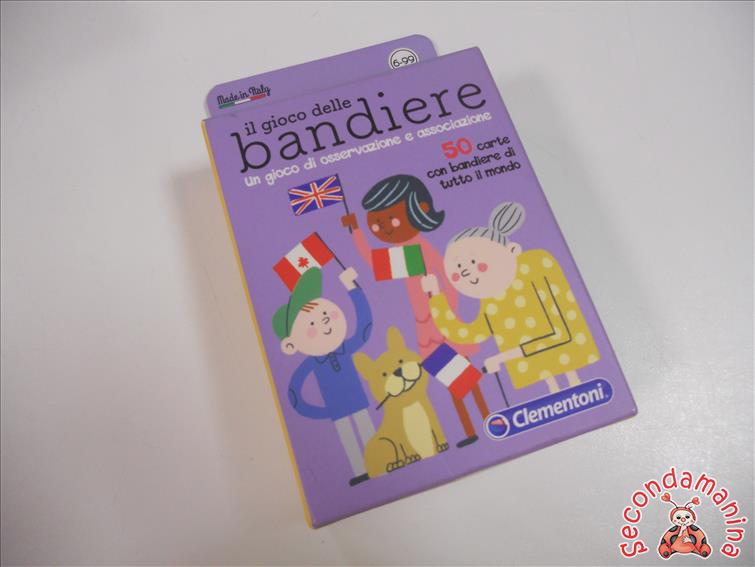 Made in Italy
6-99
il gioco delle
bandiere
un gioco di osservazione e associazione
50 carte
con bandiere di
tutto il mondo
Clementoni
Secondamanina